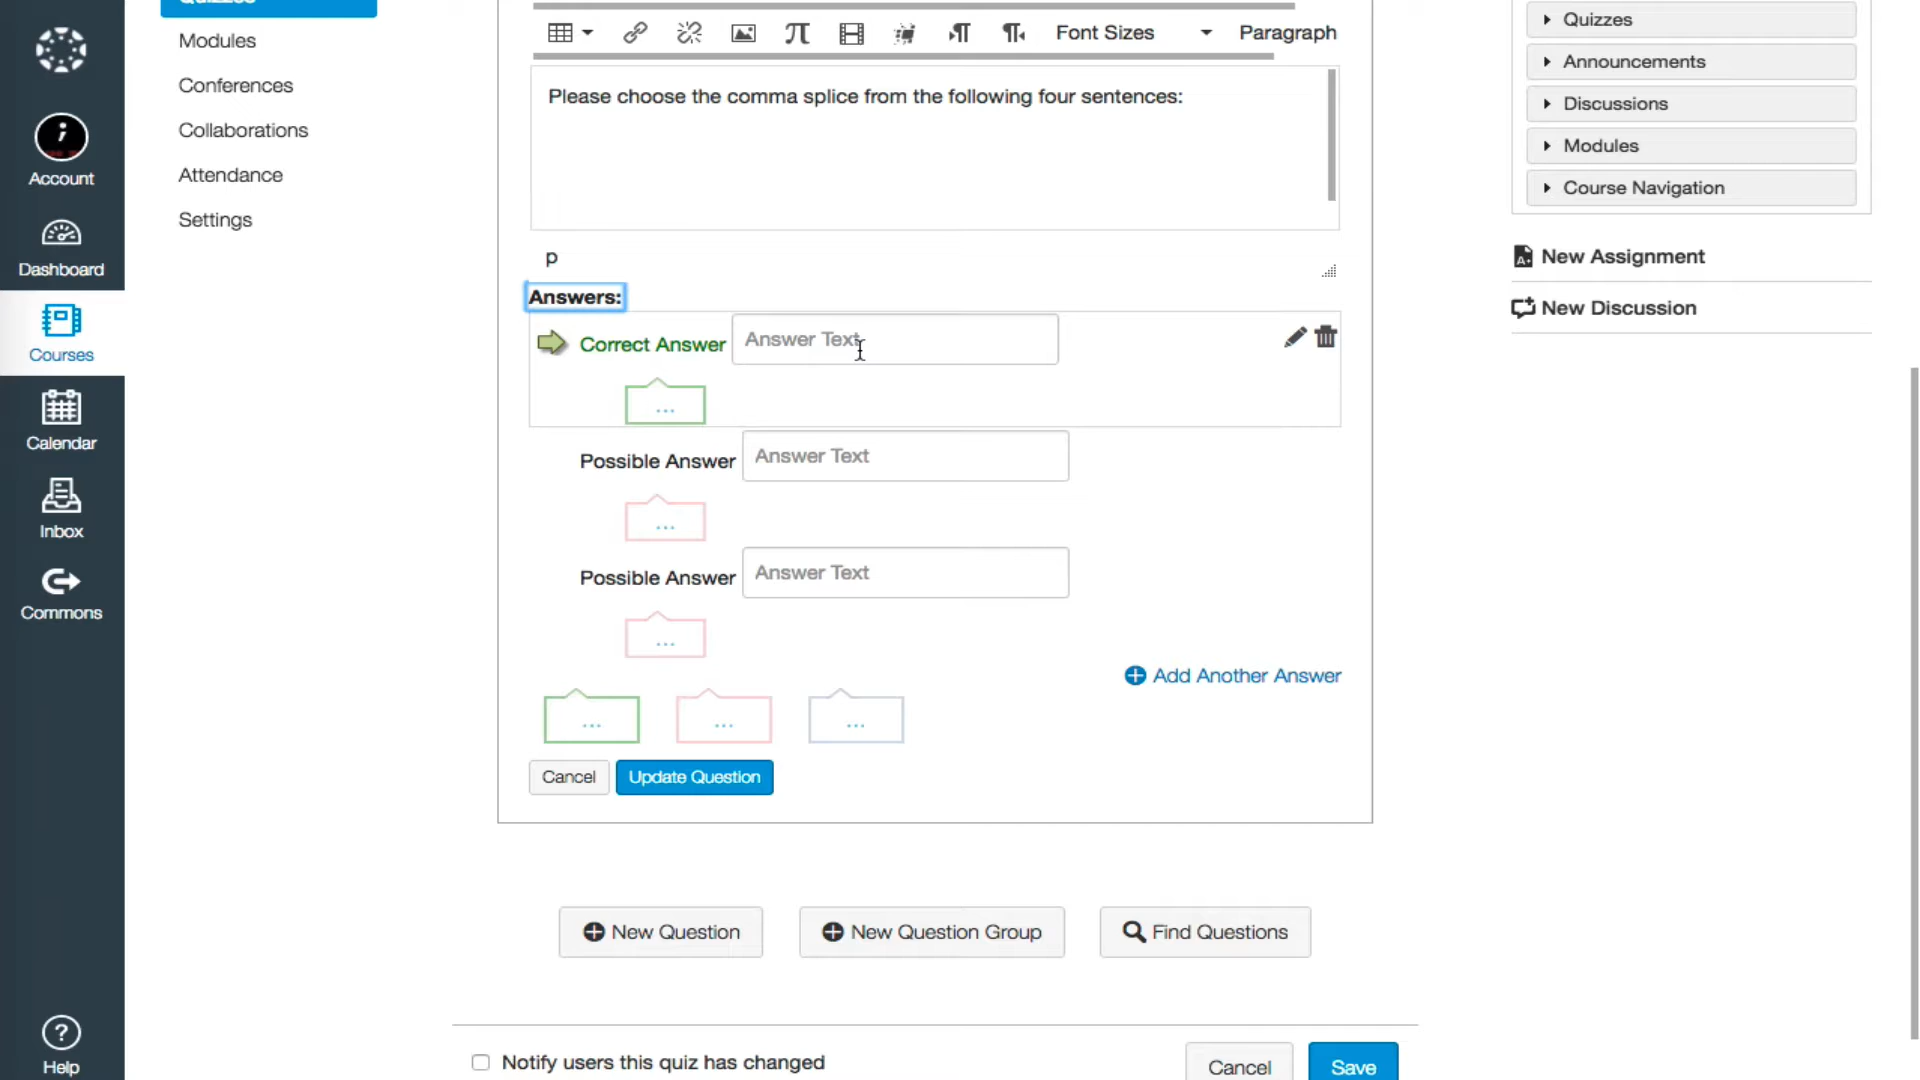 Quizzes
Modules
Conferences
Collaborations
Attendance
Settings
Account
Dashboard
Courses
Calendar
Inbox
Commons
Help
Font Sizes
Paragraph
Please choose the comma splice from the following four sentences:
p
Answers:
Correct Answer
Answer Text
...
Possible Answer
Answer Text
...
Possible Answer
Answer Text
...
Add Another Answer
... ... ...
Cancel
Update Question
New Question
New Question Group
Find Questions
Notify users this quiz has changed
Cancel
Save
Quizzes
Announcements
Discussions
Modules
Course Navigation
New Assignment
New Discussion